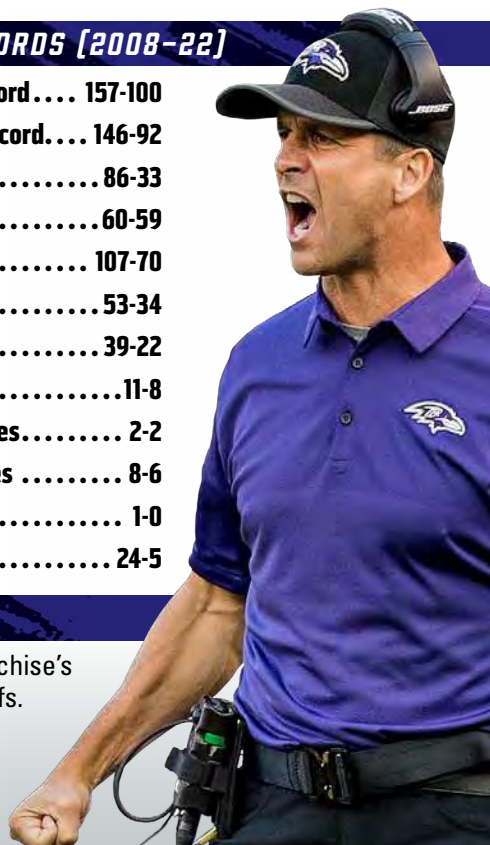 ORDS (2008–22)
ord.... 157-100
cord.... 146-92
.......... 86-33
.......... 60-59
.......... 107-70
.......... 53-34
.......... 39-22
.......... 11-8
es......... 2-2
es ......... 8-6
.......... 1-0
.......... 24-5
BOSE
chise's
fs.